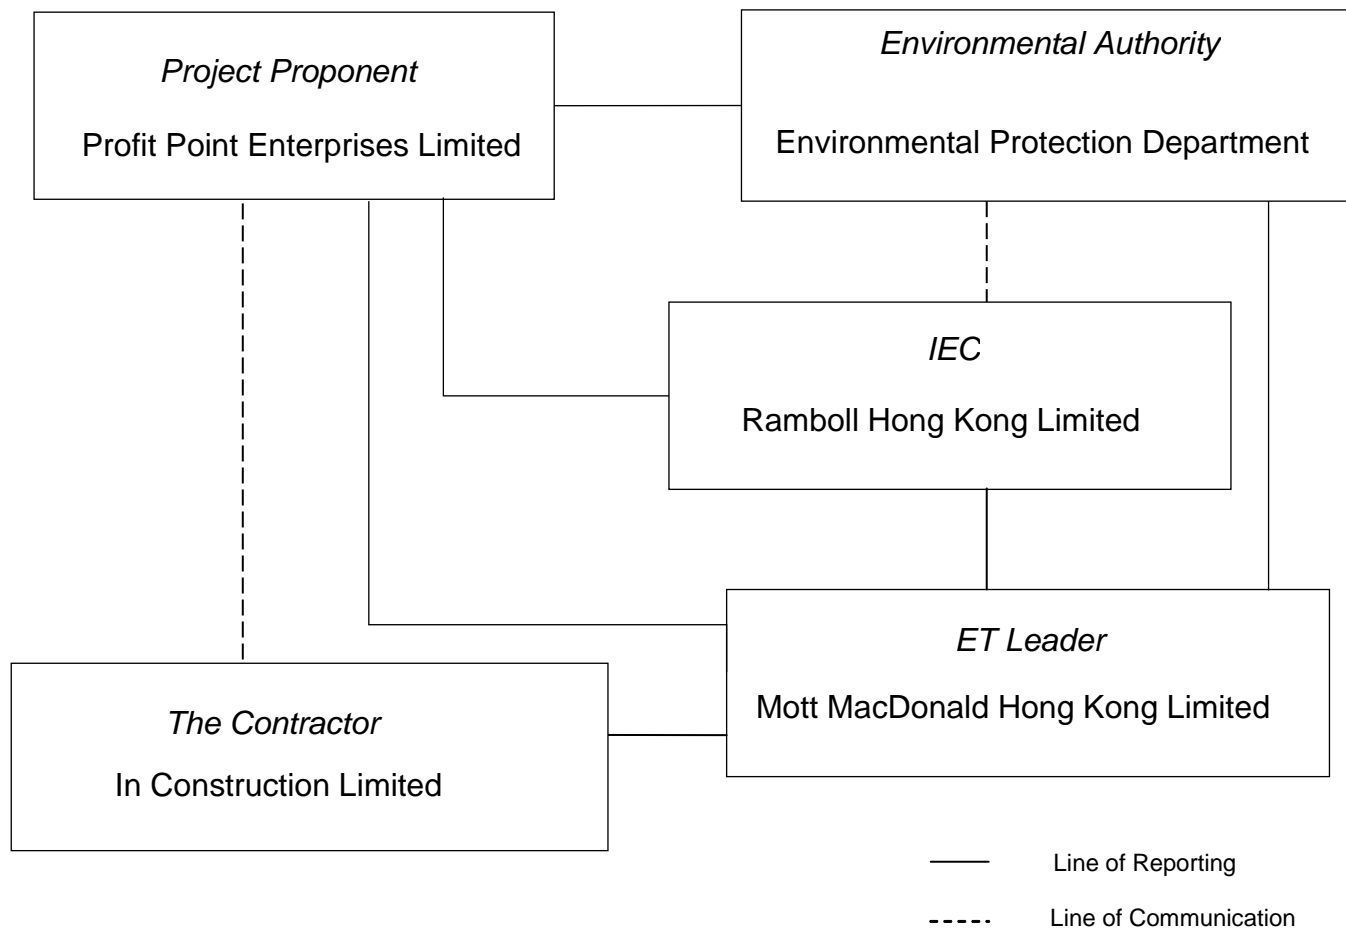 Project Proponent
Profit Point Enterprises Limited
Environmental Authority
Environmental Protection Department
IEC
Ramboll Hong Kong Limited
ET Leader
Mott MacDonald Hong Kong Limited
The Contractor
In Construction Limited
Line of Reporting
Line of Communication